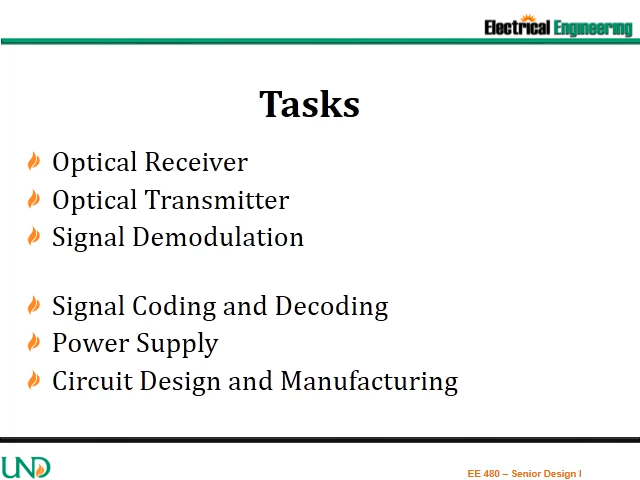 Electrical Engineering
Tasks
Optical Receiver
Optical Transmitter
Signal Demodulation
Signal Coding and Decoding
Power Supply
Circuit Design and Manufacturing
UND
EE 480 – Senior Design I